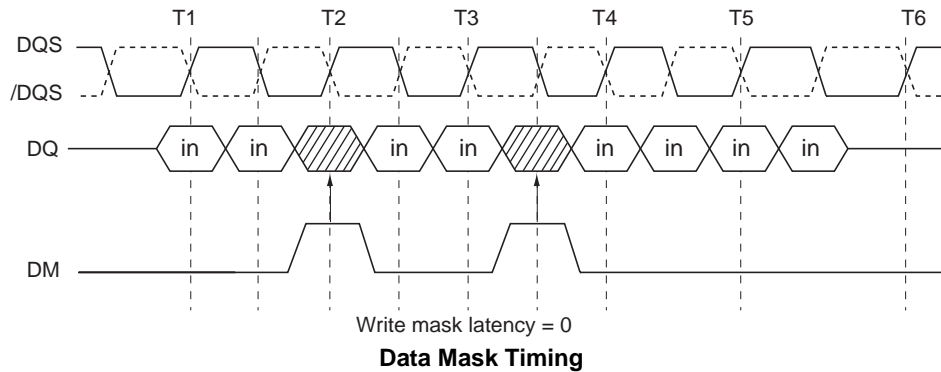 T1 T2 T3 T4 T5 T6
DQS
/DQS
DQ in in in in in in in in
DM
Write mask latency = 0
Data Mask Timing